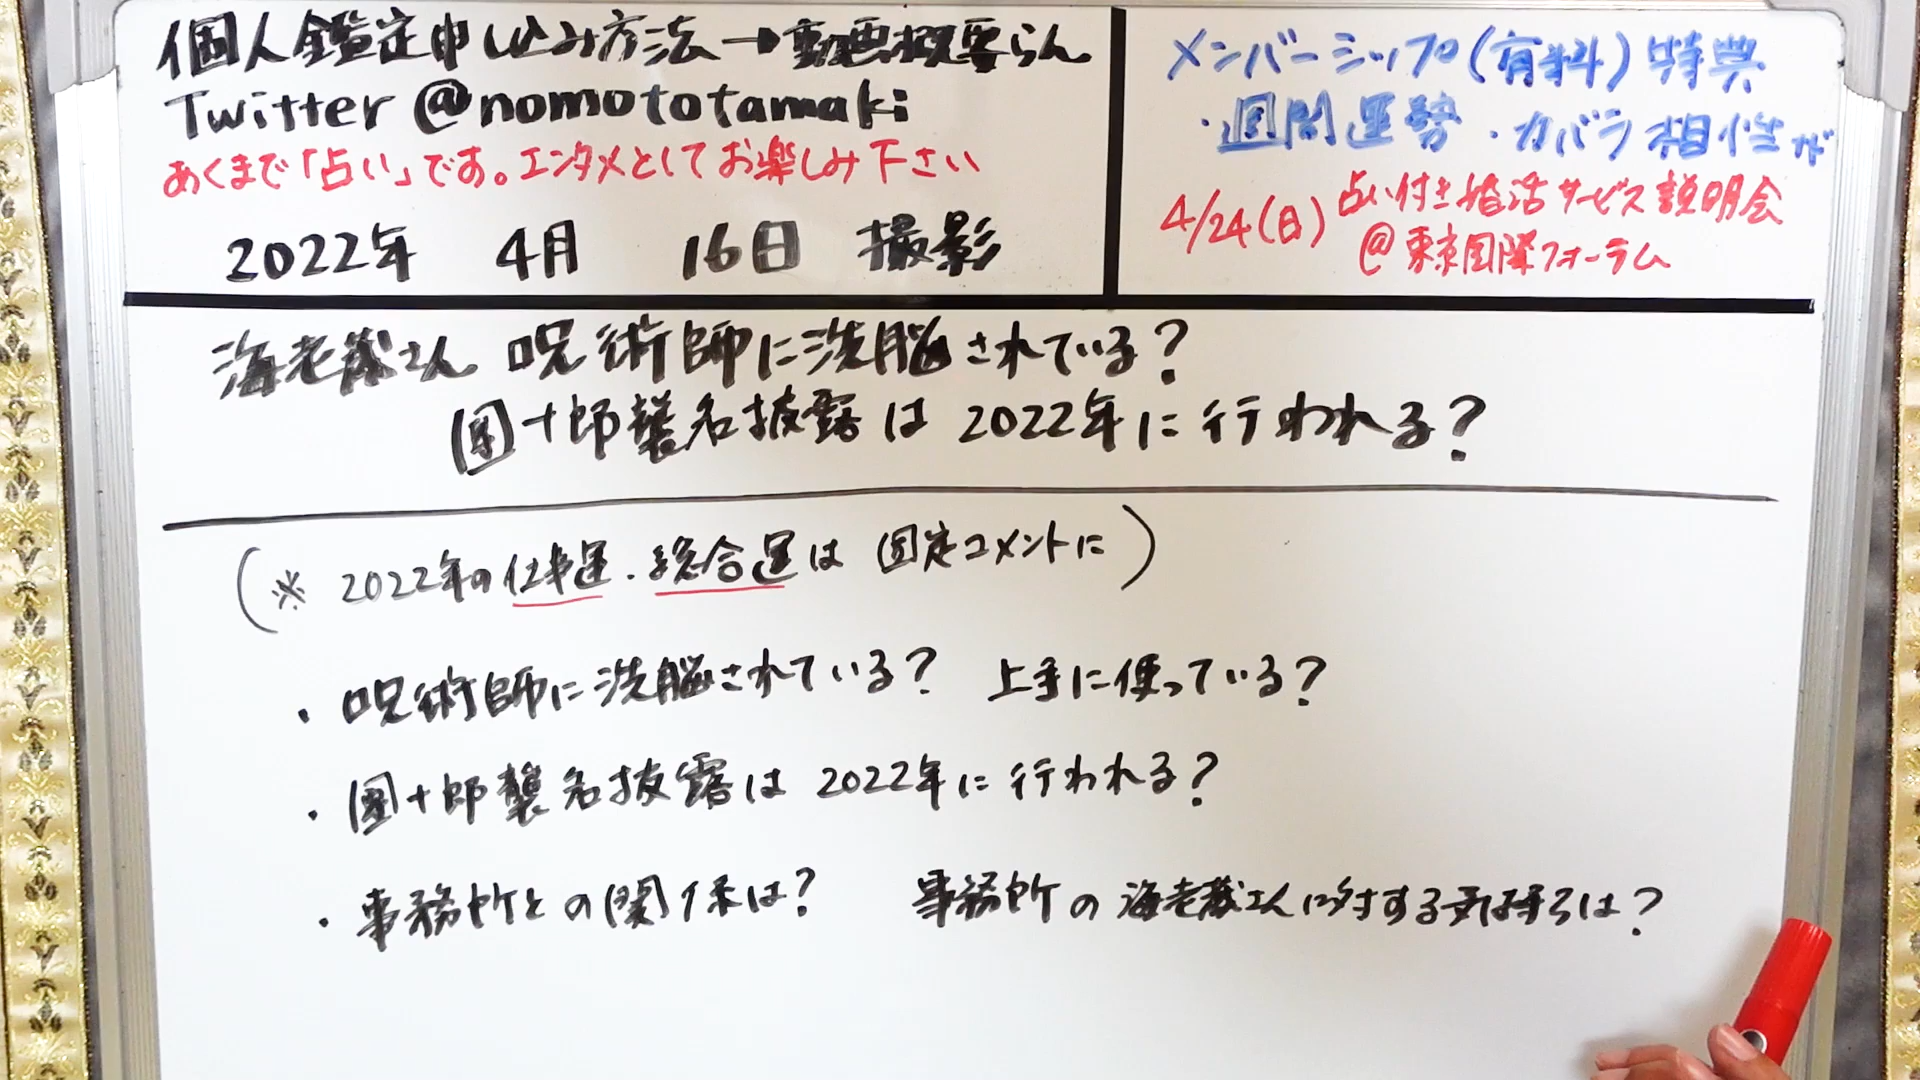 個人鑑定申し込み方法→動画概要らん
Twitter @nomototamaki
あくまで「占い」です。エンタメとしてお楽しみ下さい
2022年 4月 16日 撮影
メンバーシップ(有料)特典
・週間運勢 ・カバラ相性が
4/24(日) 占い付き婚活サービス説明会
@東京国際フォーラム
海老蔵さん 呪術師に洗脳されている?
團十郎襲名披露は2022年に行われる?
(※ 2022年の仕事運・総合運は 固定コメントに)
・呪術師に洗脳されている? 上手に使っている?
・團十郎襲名披露は2022年に行われる?
・事務所との関係は? 事務所の海老蔵さんに対する気持ちは?